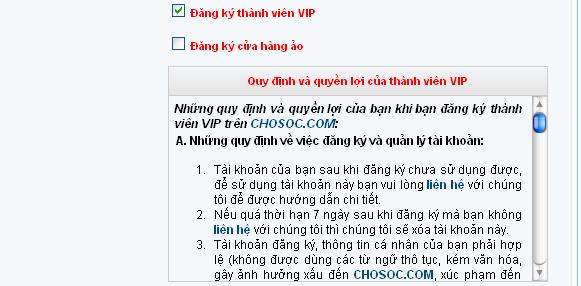 Đăng ký thành viên VIP
Đăng ký cửa hàng ảo
Quy định và quyền lợi của thành viên VIP
Những quy định và quyền lợi của bạn khi bạn đăng ký thành
viên VIP trên CHOSOC.COM:
A. Những quy định về việc đăng ký và quản lý tài khoản:
1. Tài khoản của bạn sau khi đăng ký chưa sử dụng được,
để sử dụng tài khoản này bạn vui lòng liên hệ với chúng
tôi để được hướng dẫn chi tiết.
2. Nếu quá thời hạn 7 ngày sau khi đăng ký mà bạn không
liên hệ với chúng tôi thì chúng tôi sẽ xóa tài khoản này.
3. Tài khoản đăng ký, thông tin cá nhân của bạn phải hợp
lệ (không được dùng các từ ngữ thô tục, kém văn hóa,
gây ảnh hưởng xấu đến CHOSOC.COM, xúc phạm đến